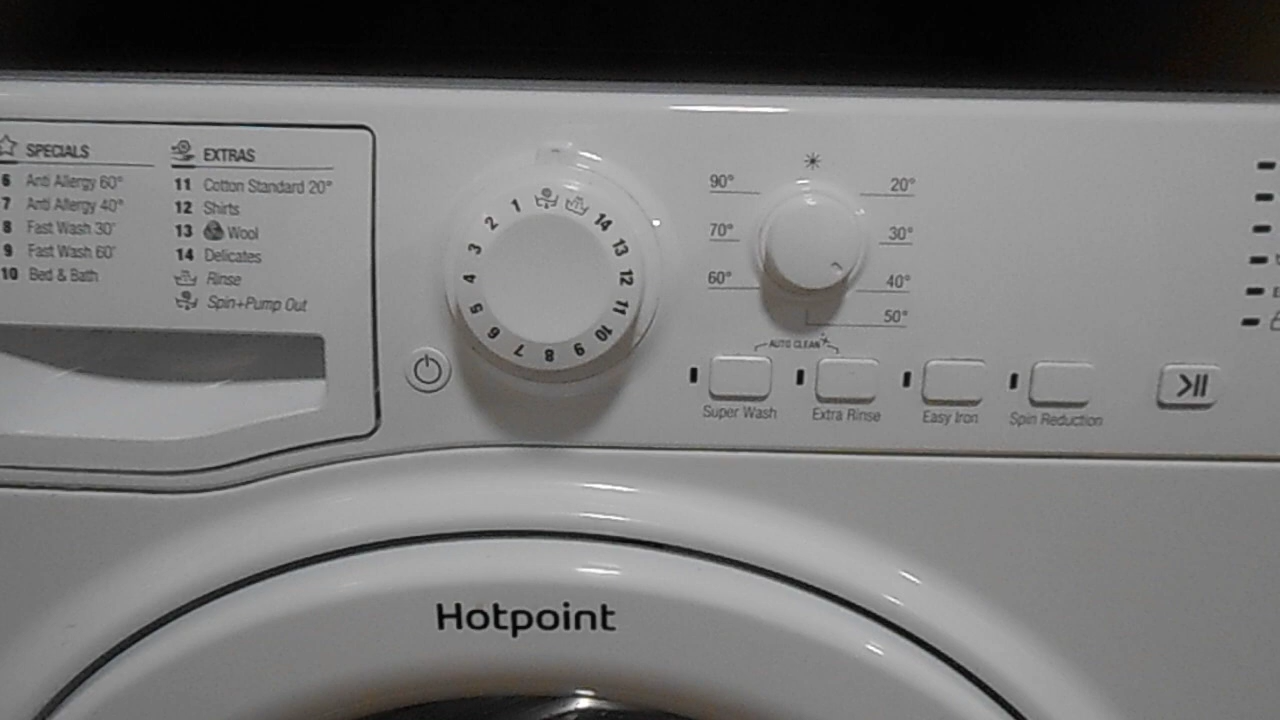 SPECIALS
6 Anti Allergy 60°
7 Anti Allergy 40°
8 Fast Wash 30'
9 Fast Wash 60'
10 Bed & Bath
EXTRAS
11 Cotton Standard 20°
12 Shirts
13 Wool
14 Delicates
Rinse
Spin+Pump Out
1
2
3
4
5
6
7
8
9
10
11
12
13
14
90°
70°
60°
20°
30°
40°
50°
AUTO CLEAN
Super Wash
Extra Rinse
Easy Iron
Spin Reduction
Hotpoint